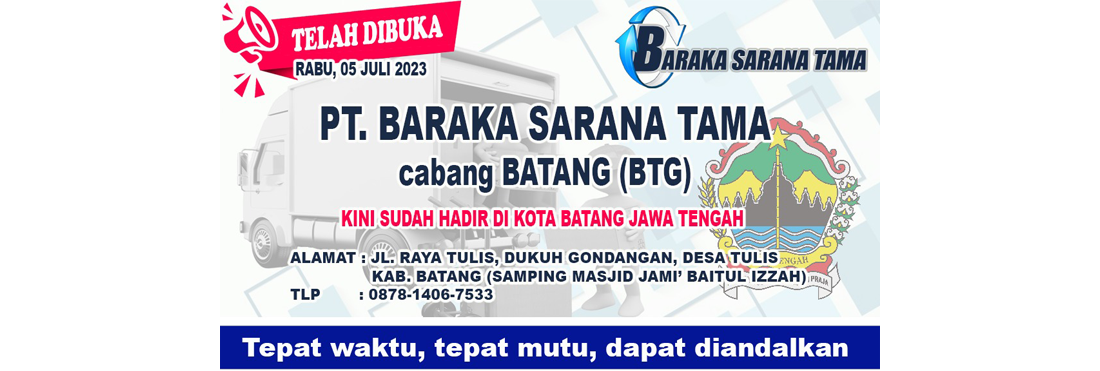 TELAH DIBUKA
RABU, 05 JULI 2023
BARAKA SARANA TAMA
PT. BARAKA SARANA TAMA
cabang BATANG (BTG)
KINI SUDAH HADIR DI KOTA BATANG JAWA TENGAH
ALAMAT : JL. RAYA TULIS, DUKUH GONDANGAN, DESA TULIS
KAB. BATANG (SAMPING MASJID JAMI’ BAITUL IZZAH)
TLP : 0878-1406-7533
TENGAH
PRAJA
Tepat waktu, tepat mutu, dapat diandalkan